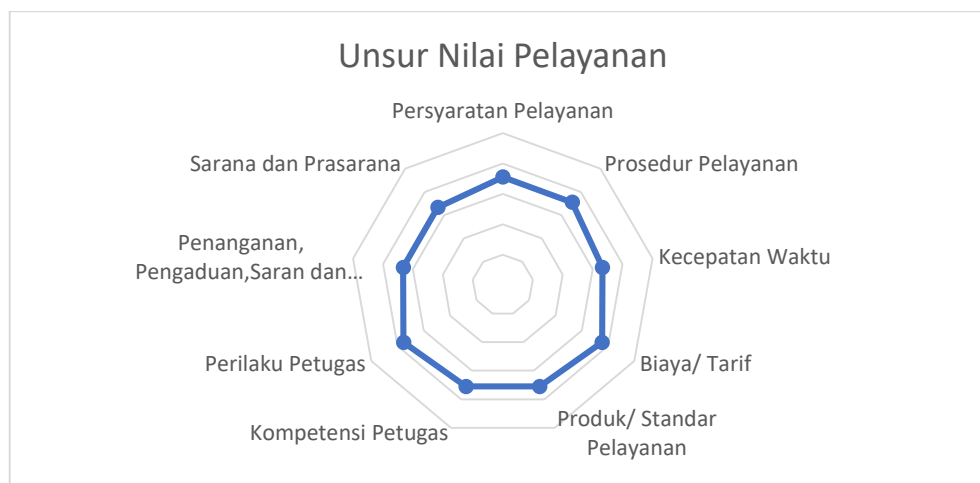 Unsur Nilai Pelayanan
Persyaratan Pelayanan
Prosedur Pelayanan
Kecepatan Waktu
Biaya/ Tarif
Produk/ Standar
Pelayanan
Kompetensi Petugas
Perilaku Petugas
Penanganan,
Pengaduan,Saran dan…
Sarana dan Prasarana